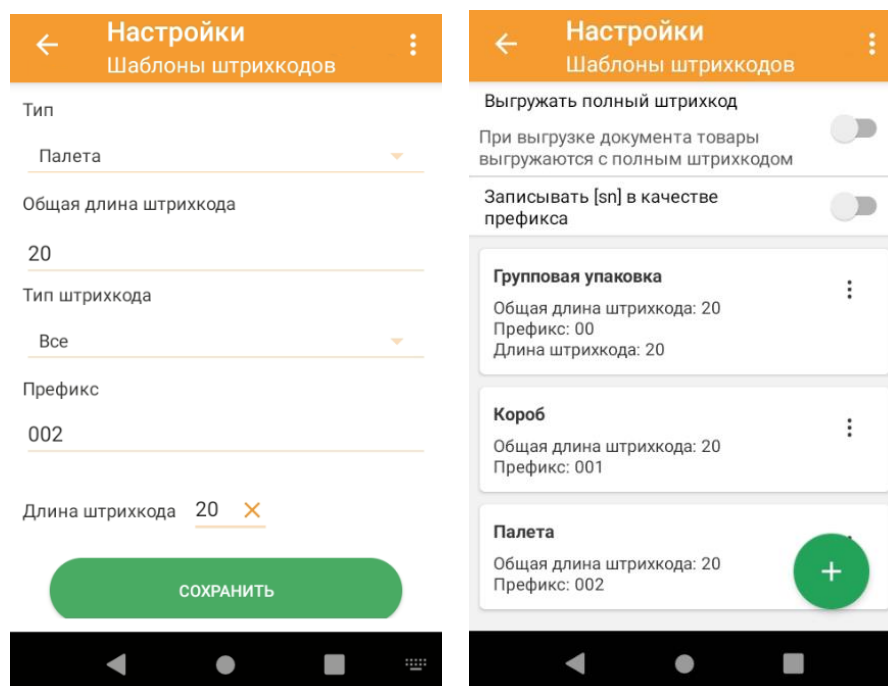 Настройки
Шаблоны штрихкодов
Тип
Палета
Общая длина штрихкода
20
Тип штрихкода
Все
Префикс
002
Длина штрихкода 20
СОХРАНИТЬ
Настройки
Шаблоны штрихкодов
Выгружать полный штрихкод
При выгрузке документа товары
выгружаются с полным штрихкодом
Записывать [sn] в качестве
префикса
Групповая упаковка
Общая длина штрихкода: 20
Префикс: 00
Длина штрихкода: 20
Короб
Общая длина штрихкода: 20
Префикс: 001
Палета
Общая длина штрихкода: 20
Префикс: 002